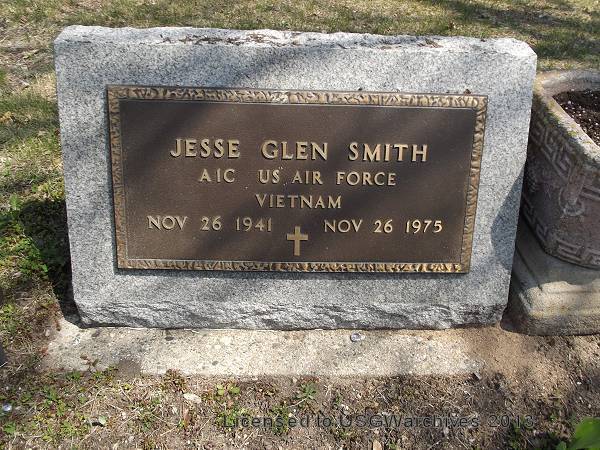 JESSE GLEN SMITH
A1C US AIR FORCE
VIETNAM
NOV 26 1941 NOV 26 1975
Licensed to USGWarchives 2013